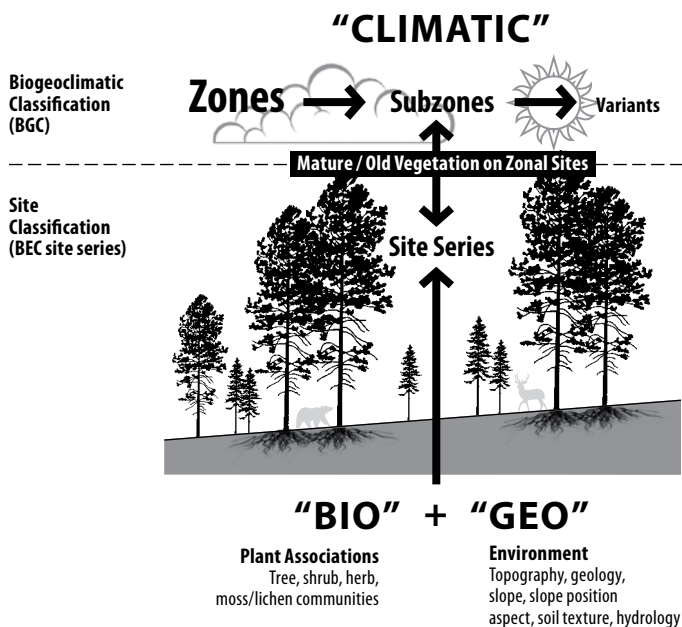 “CLIMATIC”
Biogeoclimatic
Classification
(BGC)
Zones
Subzones
Variants
Mature / Old Vegetation on Zonal Sites
Site
Classification
(BEC site series)
Site Series
“BIO” + “GEO”
Plant Associations
Tree, shrub, herb,
moss/lichen communities
Environment
Topography, geology,
slope, slope position
aspect, soil texture, hydrology